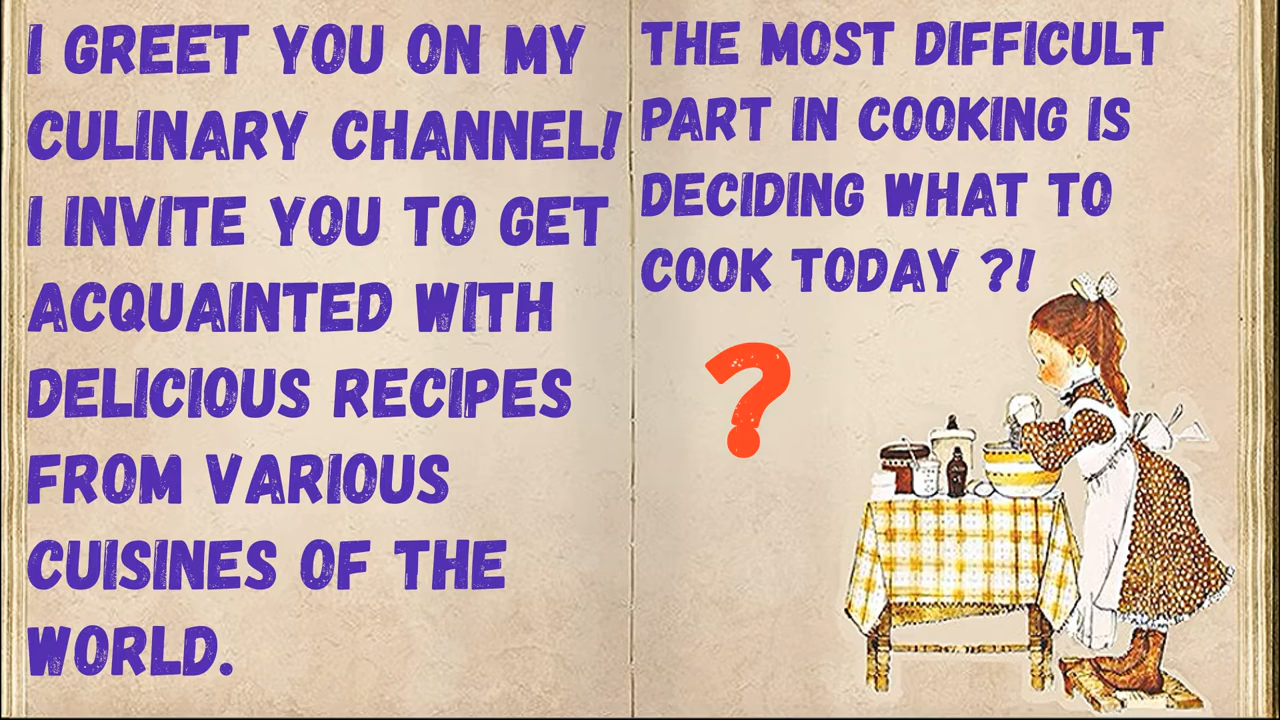 I GREET YOU ON MY
CULINARY CHANNEL!
I INVITE YOU TO GET
ACQUAINTED WITH
DELICIOUS RECIPES
FROM VARIOUS
CUISINES OF THE
WORLD.
THE MOST DIFFICULT
PART IN COOKING IS
DECIDING WHAT TO
COOK TODAY ?!
?